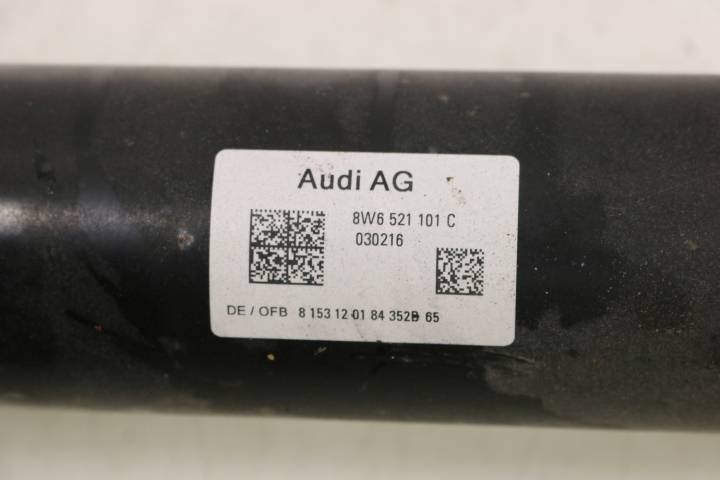 Audi AG
8W6 521 101 C
030216
DE / OFB 8 153 12 01 84 352B 65